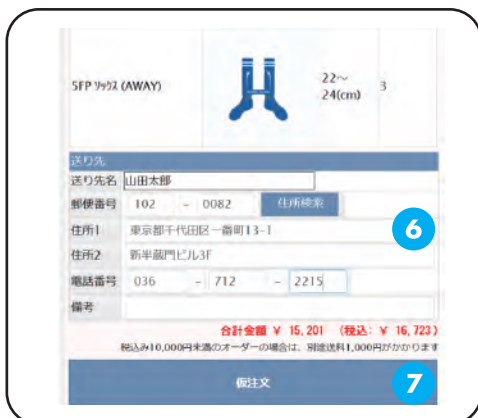 5FP ソックス (AWAY)
22～
24(cm)
3
送り先
送り先名 山田太郎
郵便番号 102 - 0082 住所検索
住所1 東京都千代田区一番町13-1
住所2 新半蔵門ビル3F
電話番号 036 - 712 - 2215
備考
6
合計金額 ¥ 15,201 (税込: ¥ 16,723)
税込み10,000円未満のオーダーの場合は、別途送料1,000円がかかります
仮注文
7